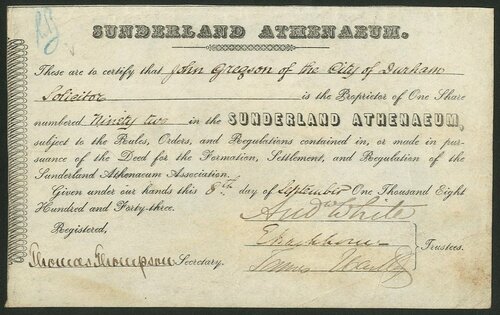 SUNDERLAND ATHENAEUM.
These are to certify that John Gregson of the City of Durham
Solicitor is the Proprietor of One Share
numbered Ninety two in the SUNDERLAND ATHENAEUM,
subject to the Rules, Orders, and Regulations contained in, or made in pur-
suance of the Deed for the Formation, Settlement, and Regulation of the
Sunderland Athenaeum Association.
Given under our hands this 8th day of September One Thousand Eight
Hundred and Forty-three.
Andw White
Registered,
Trustees.
Thomas Thompson Secretary. James